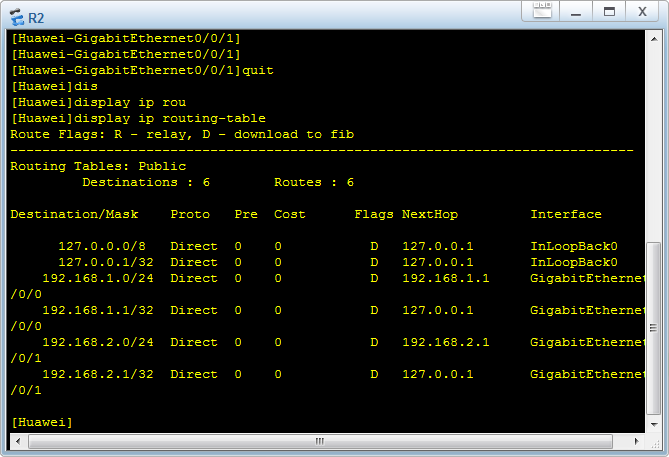 R2
[Huawei-GigabitEthernet0/0/1]
[Huawei-GigabitEthernet0/0/1]
[Huawei-GigabitEthernet0/0/1]quit
[Huawei]dis
[Huawei]display ip rou
[Huawei]display ip routing-table
Route Flags: R - relay, D - download to fib
------------------------------------------------------------------------------
Routing Tables: Public
         Destinations : 6        Routes : 6

Destination/Mask    Proto   Pre  Cost         Flags NextHop         Interface

      127.0.0.0/8   Direct  0    0              D   127.0.0.1       InLoopBack0
      127.0.0.1/32  Direct  0    0              D   127.0.0.1       InLoopBack0
    192.168.1.0/24  Direct  0    0              D   192.168.1.1     GigabitEthernet
/0/0
    192.168.1.1/32  Direct  0    0              D   127.0.0.1       GigabitEthernet
/0/0
    192.168.2.0/24  Direct  0    0              D   192.168.2.1     GigabitEthernet
/0/1
    192.168.2.1/32  Direct  0    0              D   127.0.0.1       GigabitEthernet
/0/1

[Huawei]